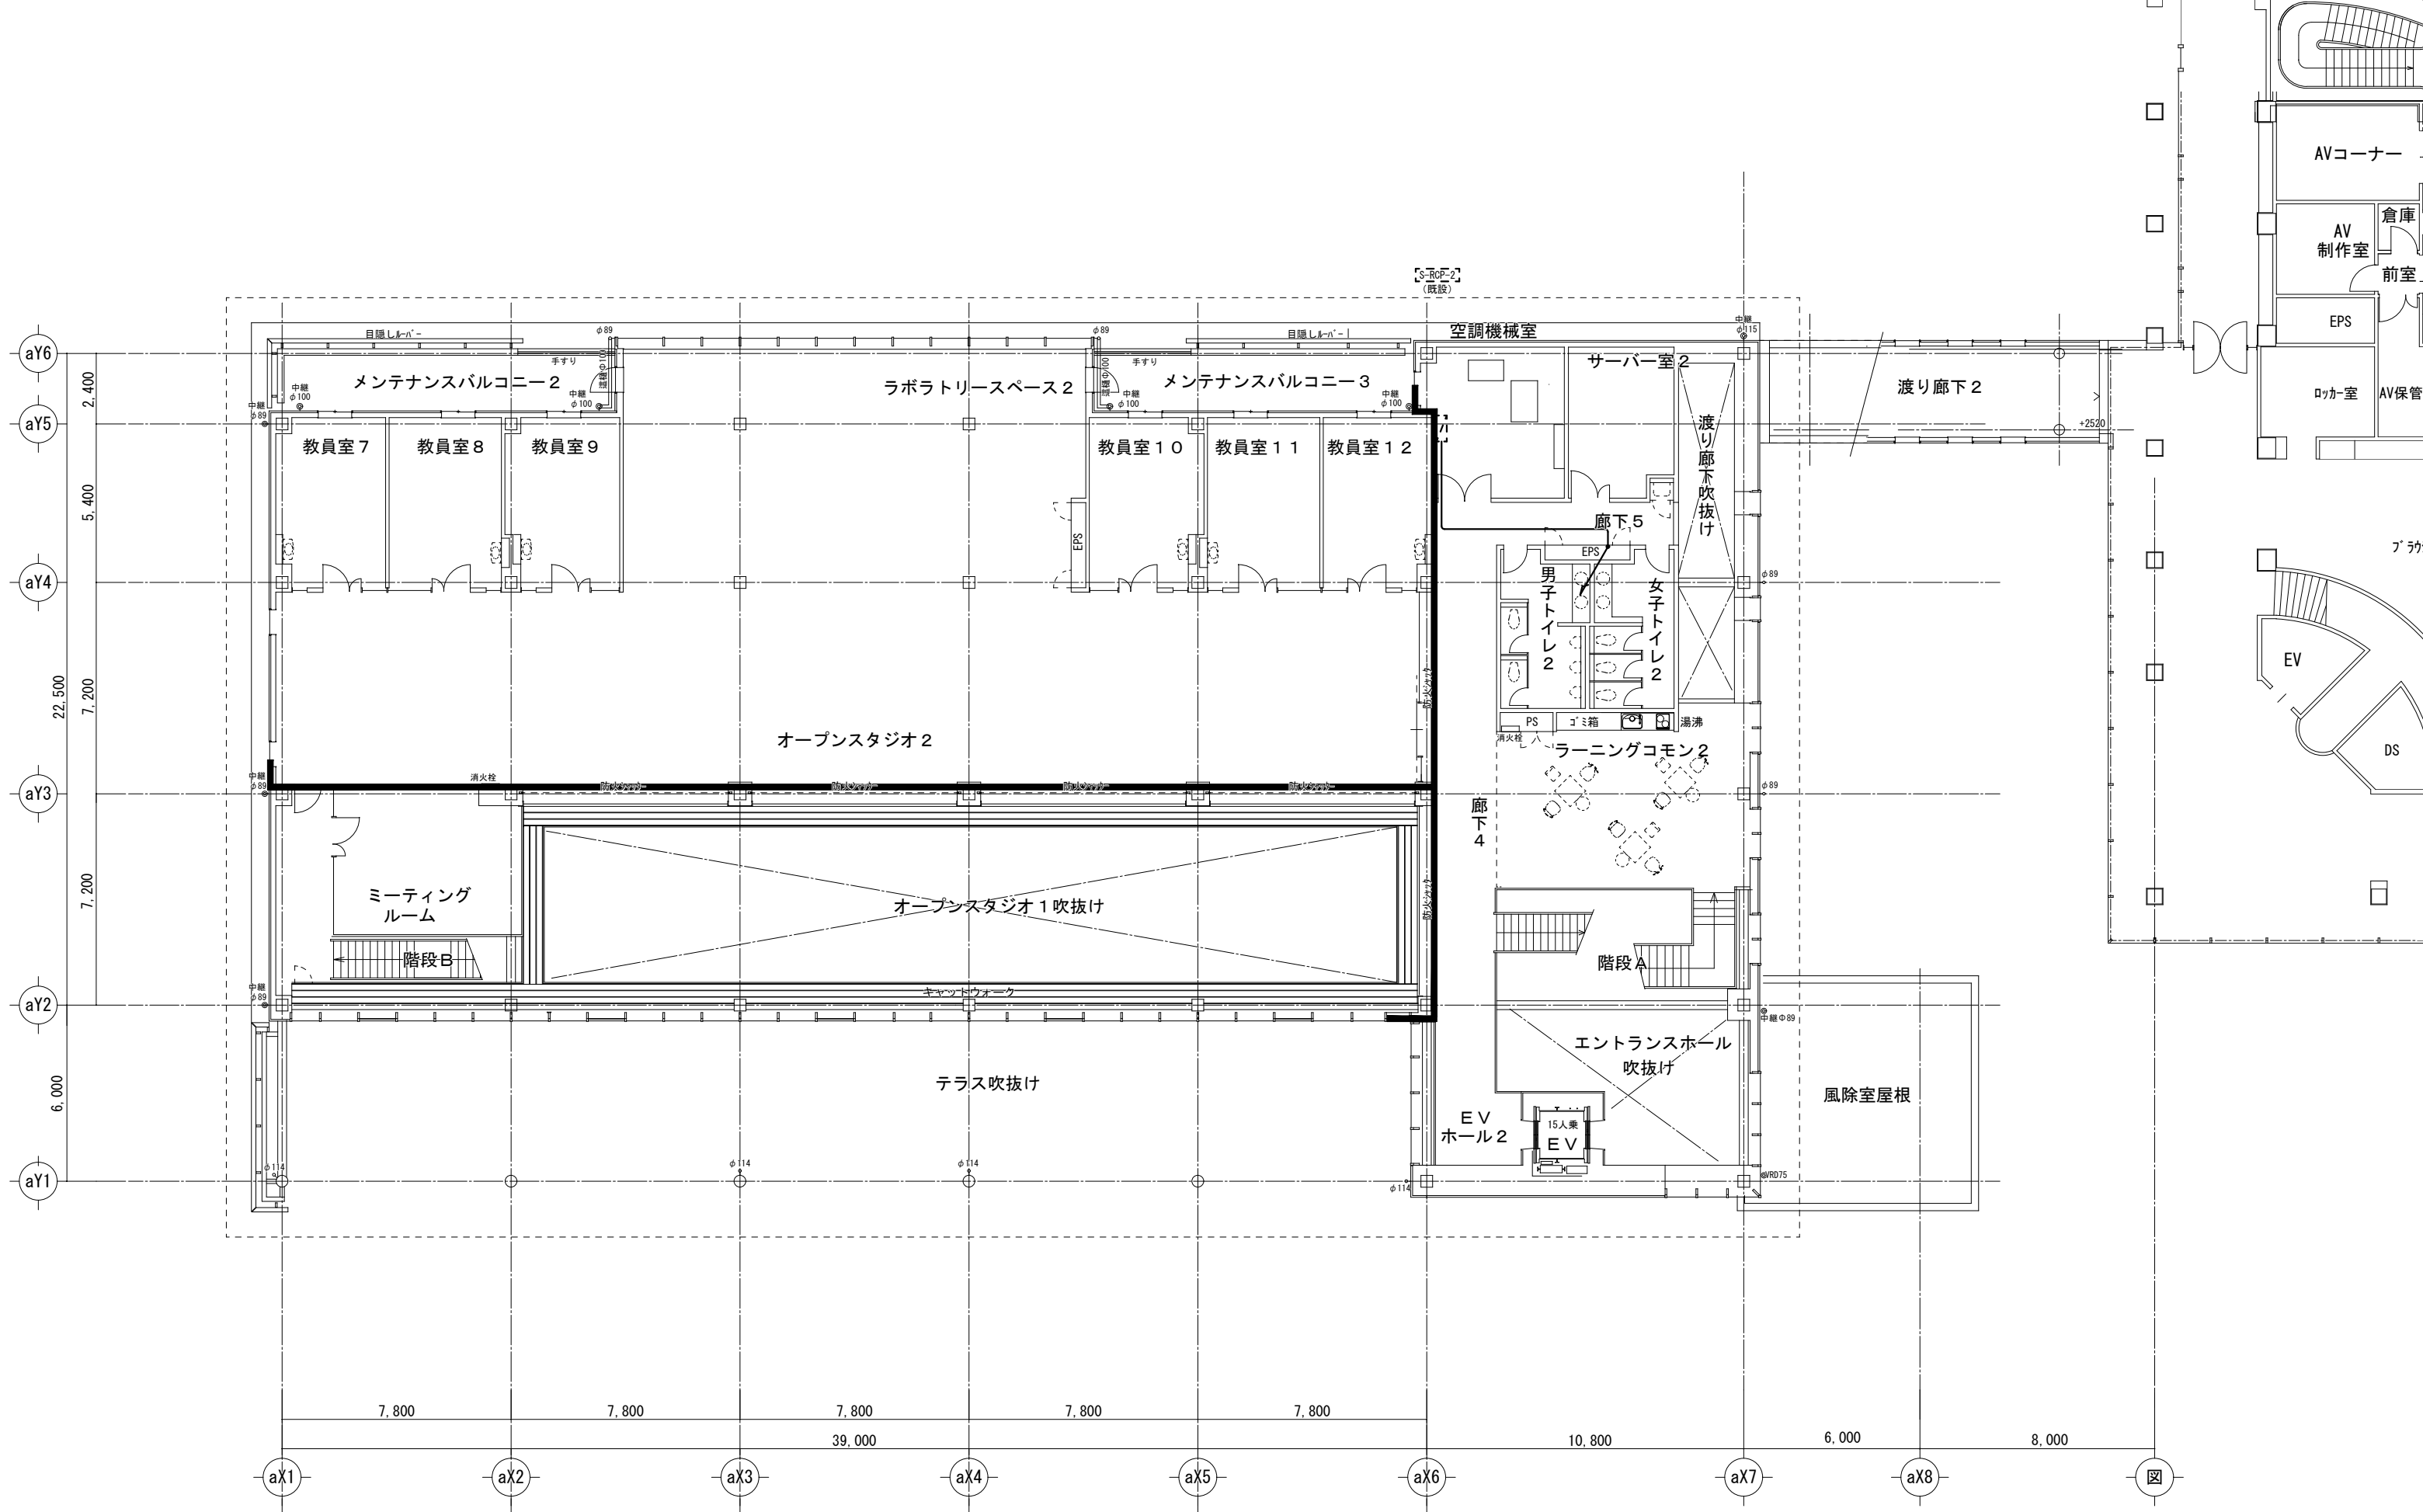 AVコーナー
倉庫
AV
制作室
前室
EPS
ﾛｯｶｰ室
AV保管
S-RCP-2
(既設)
aY6
目隠しﾙｰﾊﾞｰ
φ89
φ89
目隠しﾙｰﾊﾞｰ
空調機械室
中継
φ115
手すり
手すり
サーバー室２
メンテナンスバルコニー２
ラボラトリースペース２
メンテナンスバルコニー３
渡り廊下２
中継
φ100
中継
φ100
中継
φ100
中継
φ100
2,400
中継
φ89
aY5
+2520
教員室７
教員室８
教員室９
教員室１０
教員室１１
教員室１２
渡り廊下吹抜け
5,400
廊下５
EPS
EPS
aY4
男子トイレ２
女子トイレ２
φ89
EV
22,500
7,200
PS
ｺﾞﾐ箱
湯沸
消火栓
オープンスタジオ２
ラーニングコモン２
DS
中継
φ89
消火栓
防火ｼｬｯﾀｰ
防火ｼｬｯﾀｰ
防火ｼｬｯﾀｰ
防火ｼｬｯﾀｰ
防火ｼｬｯﾀｰ
防火ｼｬｯﾀｰ
aY3
φ89
廊下４
7,200
ミーティング
ルーム
オープンスタジオ１吹抜け
階段Ｂ
階段Ａ
キャットウォーク
中継
φ89
aY2
中継Φ89
テラス吹抜け
エントランスホール
吹抜け
6,000
風除室屋根
ＥＶ
ホール２
15人乗
ＥＶ
aY1
φ114
φ114
φ114
φ114
VRD75
7,800
7,800
7,800
7,800
7,800
39,000
10,800
6,000
8,000
aX1
aX2
aX3
aX4
aX5
aX6
aX7
aX8
図